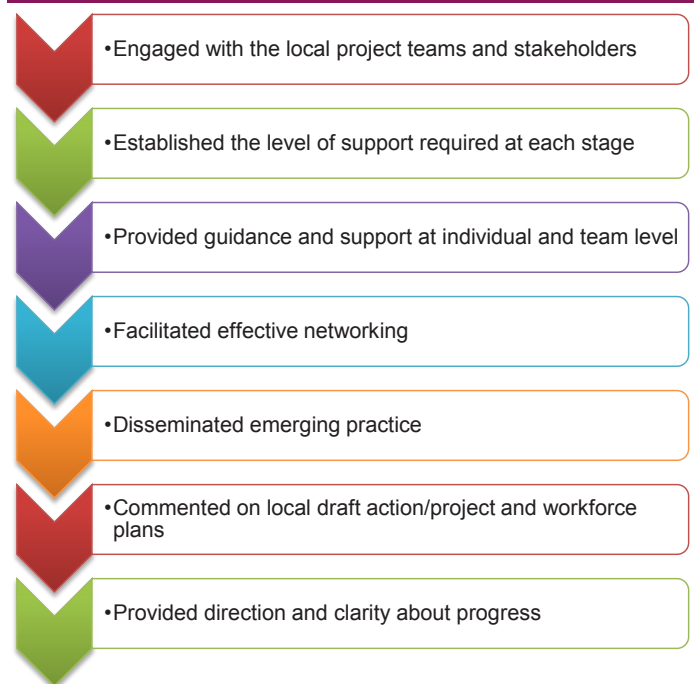 •Engaged with the local project teams and stakeholders
•Established the level of support required at each stage
•Provided guidance and support at individual and team level
•Facilitated effective networking
•Disseminated emerging practice
•Commented on local draft action/project and workforce
plans
•Provided direction and clarity about progress